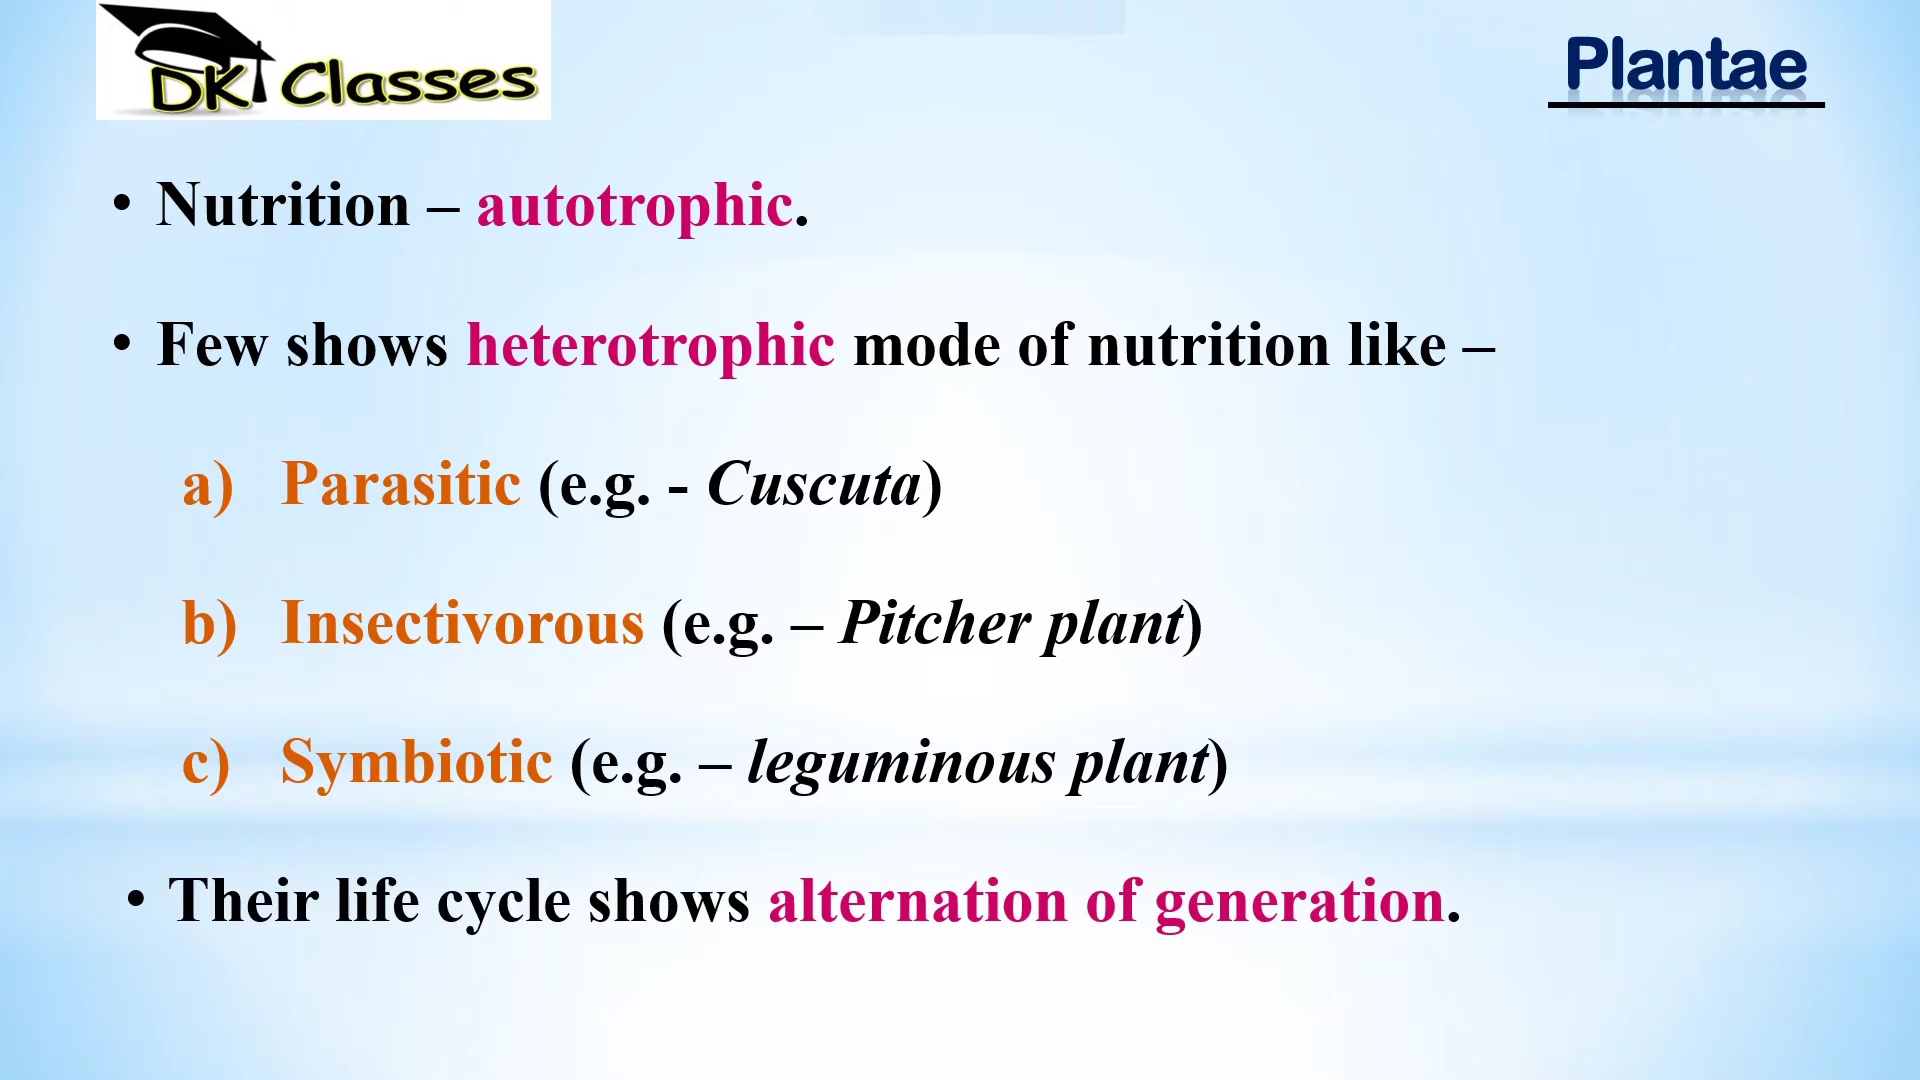 DK Classes
Plantae
• Nutrition – autotrophic.
• Few shows heterotrophic mode of nutrition like –
a) Parasitic (e.g. - Cuscuta)
b) Insectivorous (e.g. – Pitcher plant)
c) Symbiotic (e.g. – leguminous plant)
• Their life cycle shows alternation of generation.